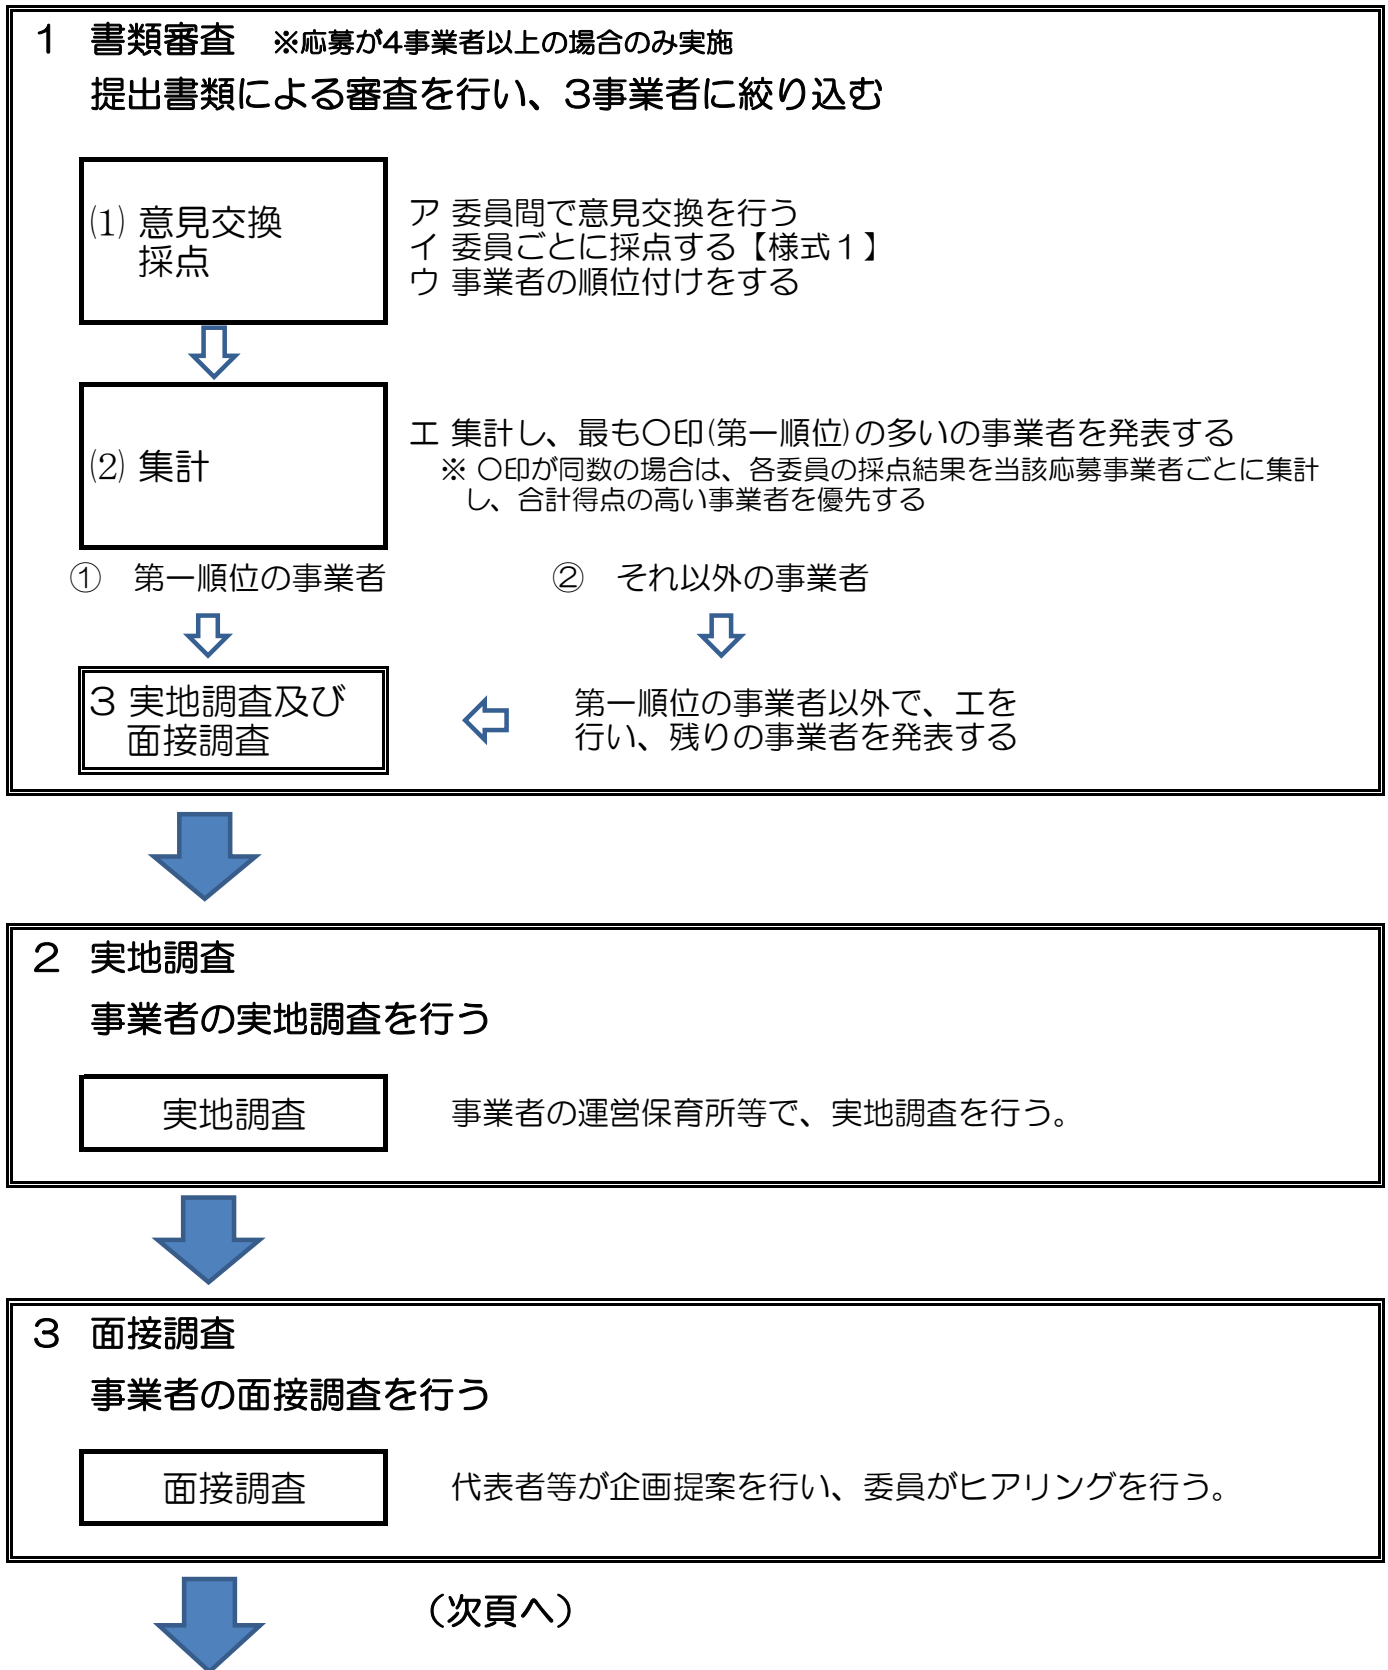 1 書類審査 ※応募が4事業者以上の場合のみ実施
提出書類による審査を行い、3事業者に絞り込む
⑴ 意見交換
採点
ア 委員間で意見交換を行う
イ 委員ごとに採点する【様式1】
ウ 事業者の順位付けをする
⑵ 集計
エ 集計し、最も〇印(第一順位)の多いの事業者を発表する
※ 〇印が同数の場合は、各委員の採点結果を当該応募事業者ごとに集計
し、合計得点の高い事業者を優先する
① 第一順位の事業者
② それ以外の事業者
3 実地調査及び
面接調査
第一順位の事業者以外で、エを
行い、残りの事業者を発表する
2 実地調査
事業者の実地調査を行う
実地調査
事業者の運営保育所等で、実地調査を行う。
3 面接調査
事業者の面接調査を行う
面接調査
代表者等が企画提案を行い、委員がヒアリングを行う。
（次頁へ）